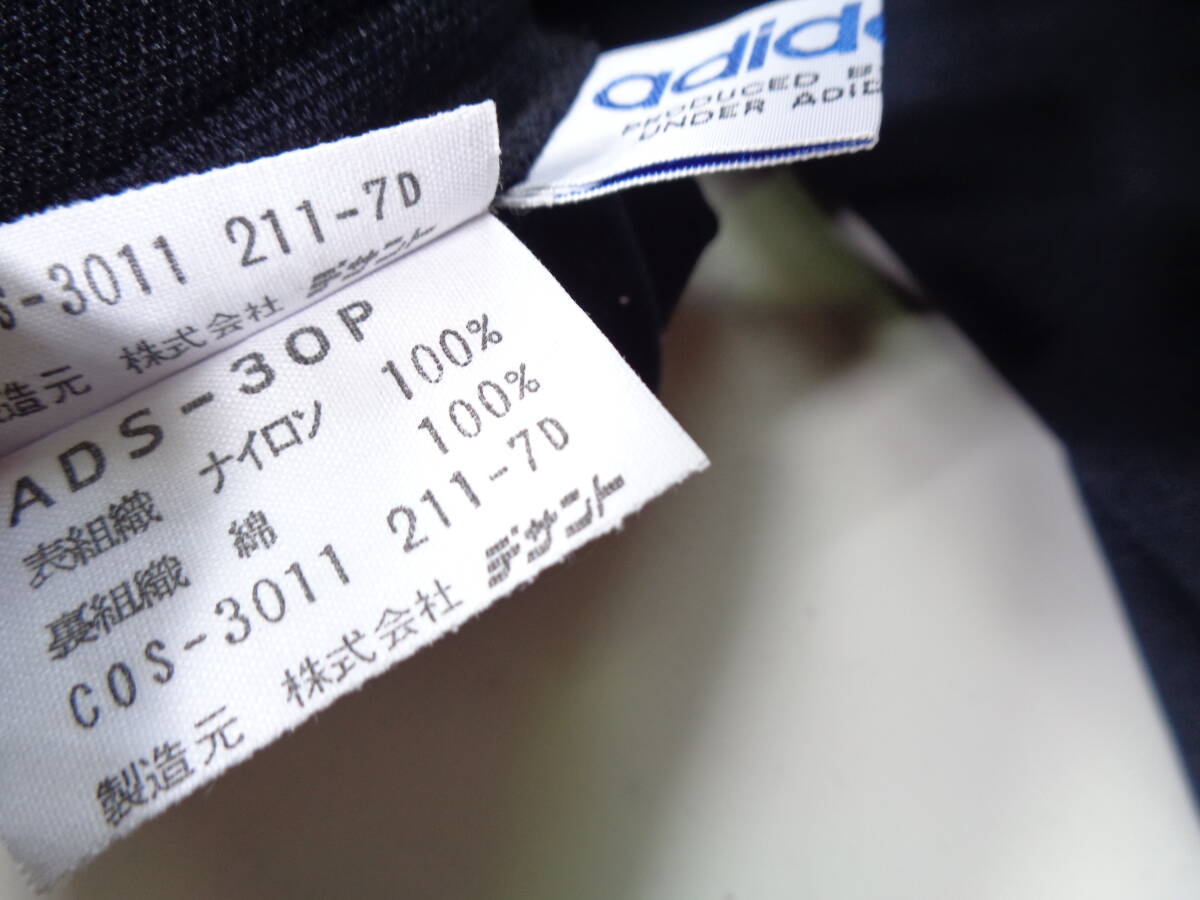 adid
PRODUCED B
UNDER ADID
S-3011 211-7D
造元 株式会社 デサント
ADS-30P
表組織 ナイロン 100%
裏組織 綿 100%
COS-3011 211-7D
製造元 株式会社 デサント